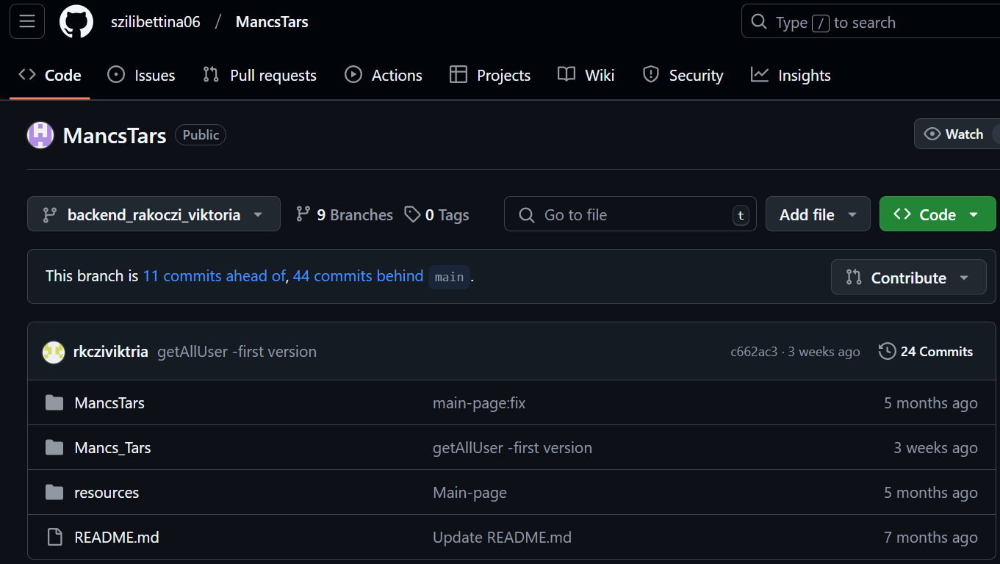 szilibettina06 / MancsTars
Type / to search
Code Issues Pull requests Actions Projects Wiki Security Insights
MancsTars Public
Watch
backend_rakoczi_viktoria 9 Branches 0 Tags
Go to file t
Add file
Code
This branch is 11 commits ahead of, 44 commits behind main .
Contribute
rkcziviktria getAllUser -first version c662ac3 · 3 weeks ago 24 Commits
MancsTars main-page:fix 5 months ago
Mancs_Tars getAllUser -first version 3 weeks ago
resources Main-page 5 months ago
README.md Update README.md 7 months ago